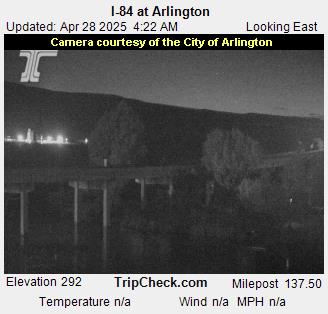 I-84 at Arlington
Updated: Apr 28 2025 4:22 AM Looking East
Camera courtesy of the City of Arlington
Elevation 292 TripCheck.com Milepost 137.50
Temperature n/a Wind n/a MPH n/a